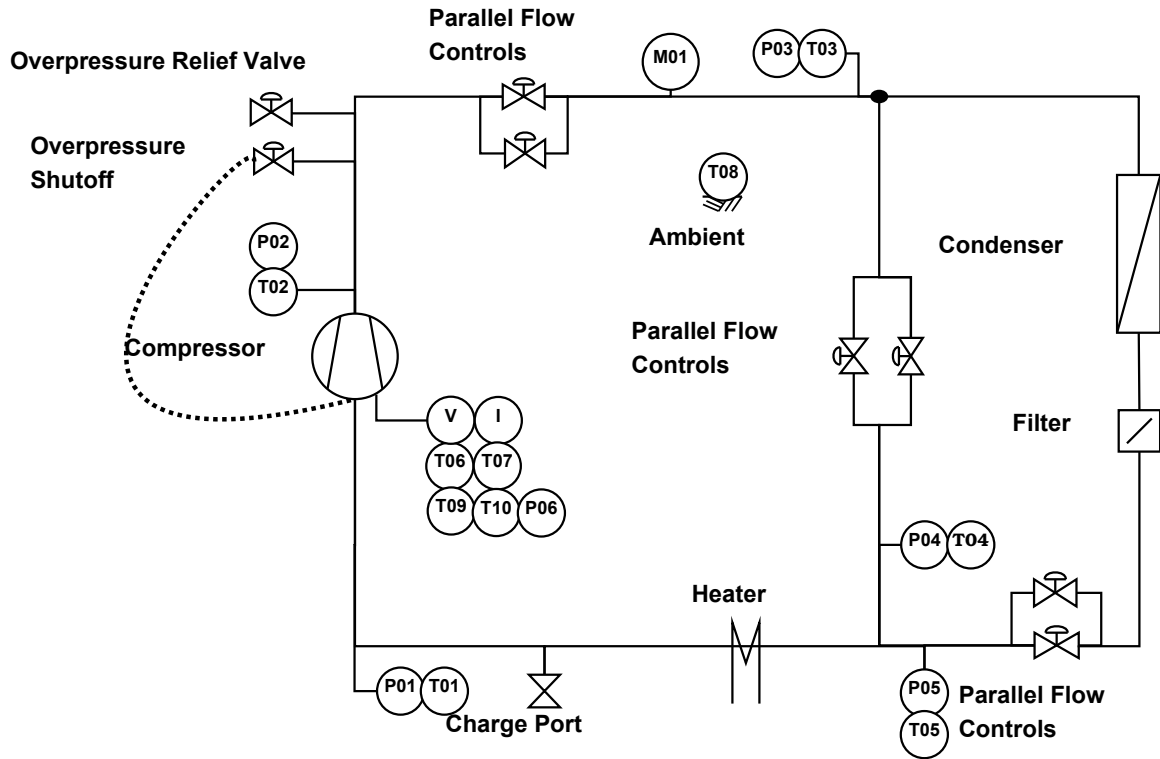 Parallel Flow
Controls
Overpressure Relief Valve
M01
P03 T03
Overpressure
Shutoff
T08
Ambient
P02
T02
Condenser
Compressor
Parallel Flow
Controls
V I
Filter
T06 T07
T09 T10 P06
P04 TO4
Heater
P01 T01
Charge Port
P05
T05
Parallel Flow
Controls